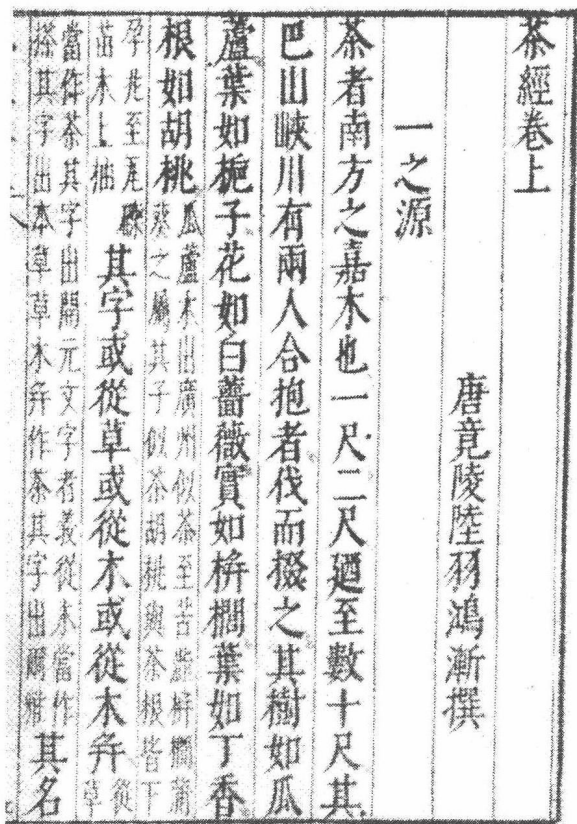 茶經卷上
唐竟陵陸羽鴻漸撰
一之源
茶者南方之嘉木也一尺二尺廼至數十尺其
巴山峽川有兩人合抱者伐而掇之其樹如瓜
蘆葉如梔子花如白薔薇實如栟櫚葉如丁香
根如胡桃瓜蘆木出廣州似茶至苦澁栟櫚蒲葵之屬其子似茶胡桃與茶根皆下
孕兆至瓦礫苗木上抽其字或從草或從木或從木并從草
當作茶其字出開元文字者義從木當作搽其字出本草草木并作荼其字出爾雅其名